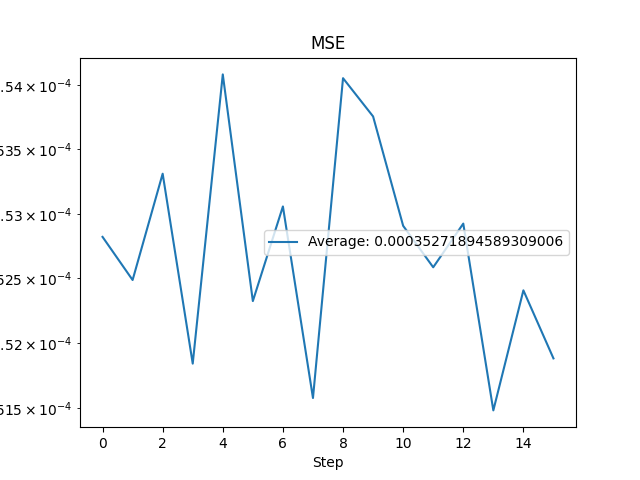 MSE
.54 × 10⁻⁴
535 × 10⁻⁴
.53 × 10⁻⁴
525 × 10⁻⁴
.52 × 10⁻⁴
515 × 10⁻⁴
Average: 0.00035271894589309006
0 2 4 6 8 10 12 14
Step